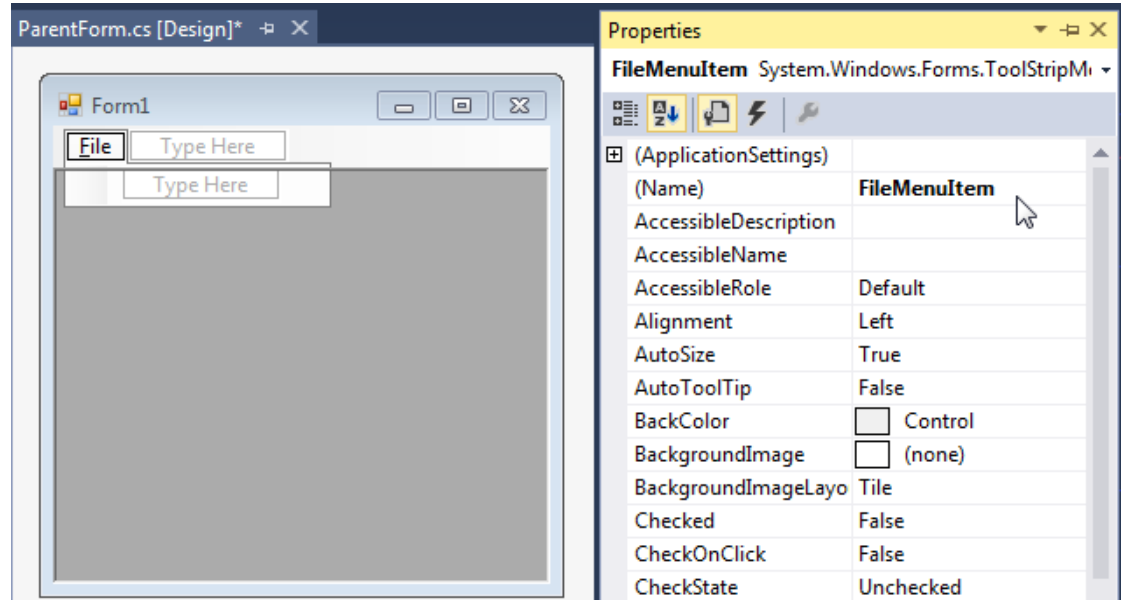 ParentForm.cs [Design]*
Form1
File Type Here
Type Here
Properties
FileMenuItem System.Windows.Forms.ToolStripM
(ApplicationSettings)
(Name) FileMenuItem
AccessibleDescription
AccessibleName
AccessibleRole Default
Alignment Left
AutoSize True
AutoToolTip False
BackColor Control
BackgroundImage (none)
BackgroundImageLayo Tile
Checked False
CheckOnClick False
CheckState Unchecked